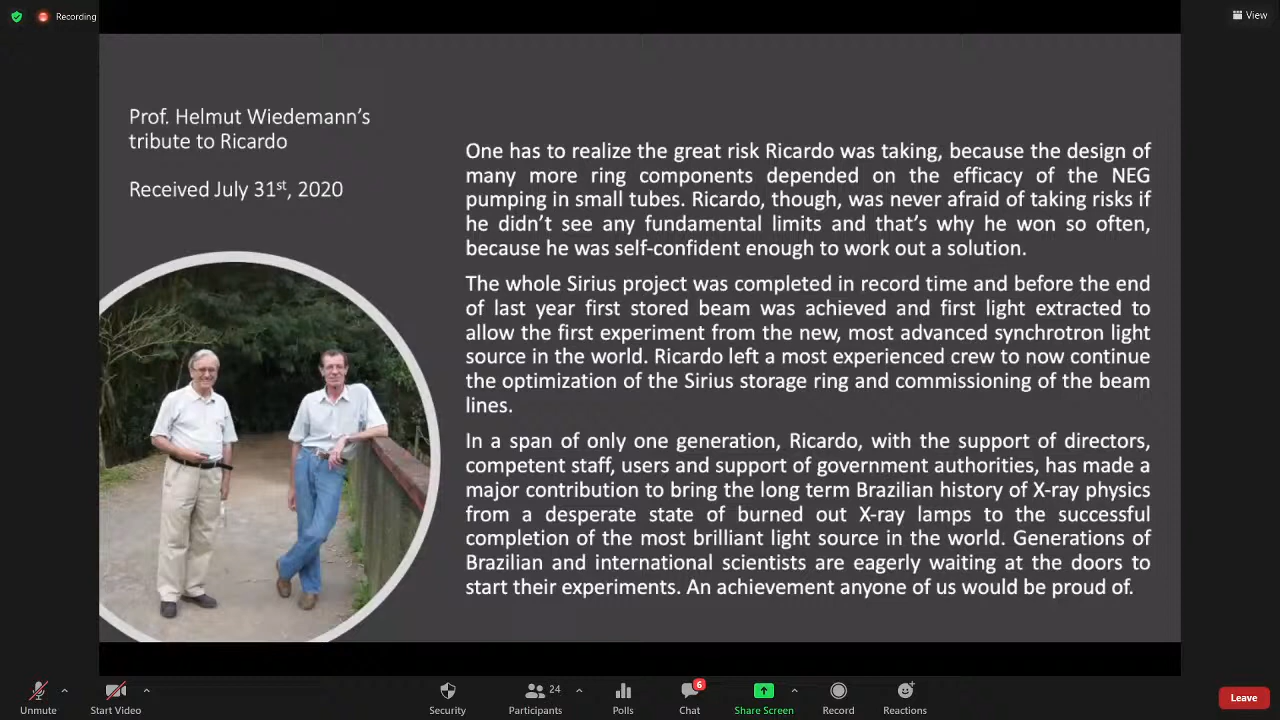 Recording
View
Prof. Helmut Wiedemann's
tribute to Ricardo
Received July 31st, 2020
One has to realize the great risk Ricardo was taking, because the design of
many more ring components depended on the efficacy of the NEG
pumping in small tubes. Ricardo, though, was never afraid of taking risks if
he didn't see any fundamental limits and that's why he won so often,
because he was self-confident enough to work out a solution.
The whole Sirius project was completed in record time and before the end
of last year first stored beam was achieved and first light extracted to
allow the first experiment from the new, most advanced synchrotron light
source in the world. Ricardo left a most experienced crew to now continue
the optimization of the Sirius storage ring and commissioning of the beam
lines.
In a span of only one generation, Ricardo, with the support of directors,
competent staff, users and support of government authorities, has made a
major contribution to bring the long term Brazilian history of X-ray physics
from a desperate state of burned out X-ray lamps to the successful
completion of the most brilliant light source in the world. Generations of
Brazilian and international scientists are eagerly waiting at the doors to
start their experiments. An achievement anyone of us would be proud of.
Unmute
Start Video
Security
24
Participants
Polls
6
Chat
Share Screen
Record
Reactions
Leave